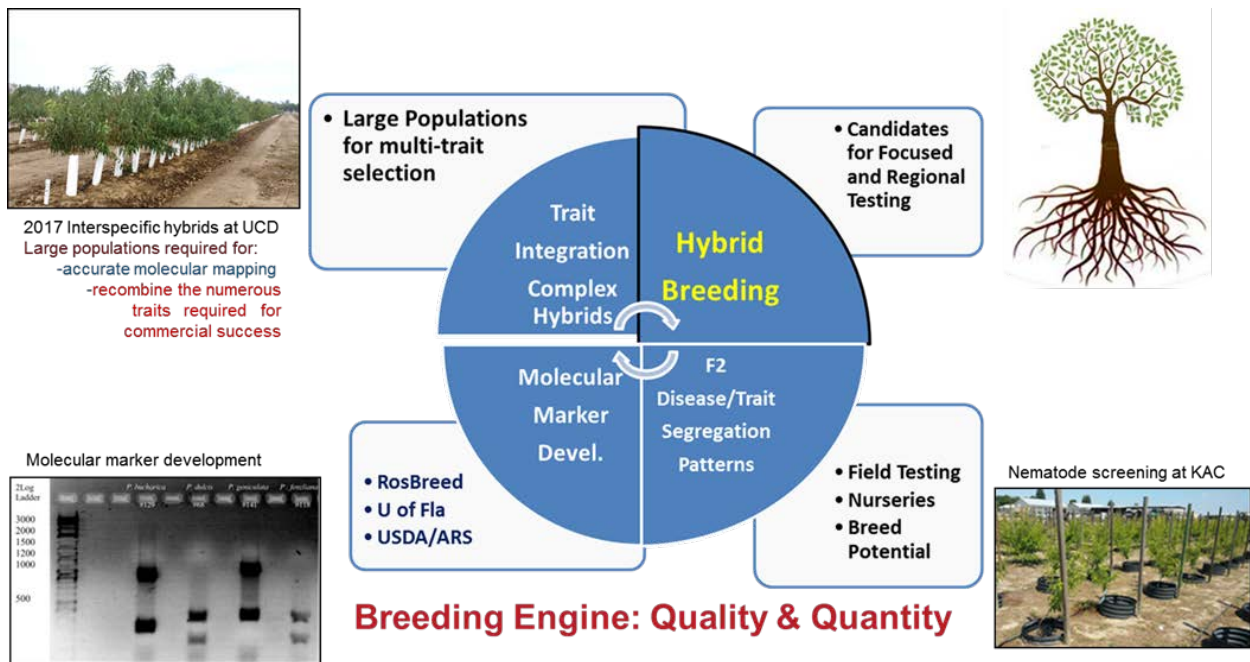 • Large Populations
for multi-trait
selection
• Candidates
for Focused
and Regional
Testing
2017 Interspecific hybrids at UCD
Large populations required for:
-accurate molecular mapping
-recombine the numerous
traits required for
commercial success
Trait
Integration
Complex
Hybrids
Hybrid
Breeding
Molecular
Marker
Devel.
F2
Disease/Trait
Segregation
Patterns
Molecular marker development
2Log
Ladder
P. bucharica
P. dulcis
P. geniculata
P. fenzliana
#129
#68
#141
#118
3000
2000
1500
1200
1000
500
• RosBreed
• U of Fla
• USDA/ARS
• Field Testing
• Nurseries
• Breed
Potential
Nematode screening at KAC
Breeding Engine: Quality & Quantity